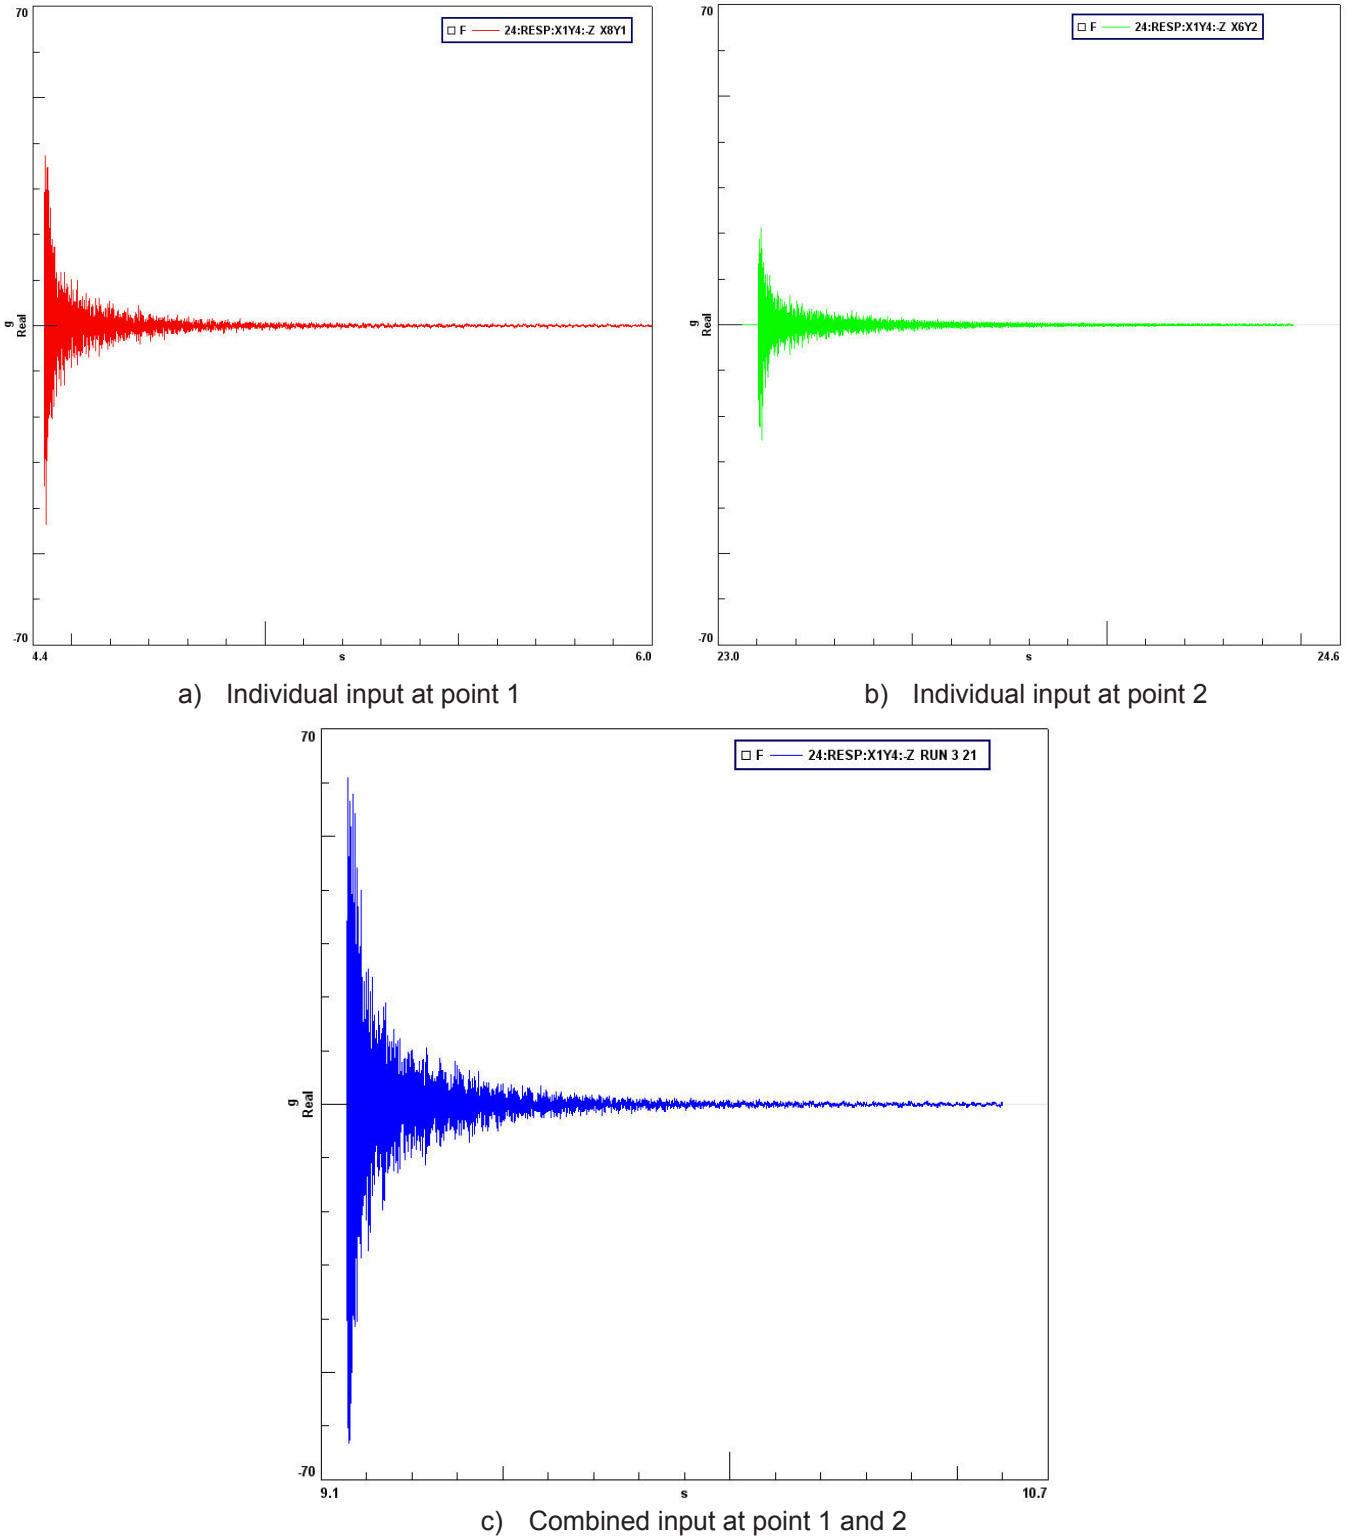 70
□ F 24:RESP:X1Y4:-Z X8Y1
g
Real
-70
4.4 s 6.0
a) Individual input at point 1
70
□ F 24:RESP:X1Y4:-Z X6Y2
g
Real
-70
23.0 s 24.6
b) Individual input at point 2
70
□ F 24:RESP:X1Y4:-Z RUN 3 21
g
Real
-70
9.1 s 10.7
c) Combined input at point 1 and 2